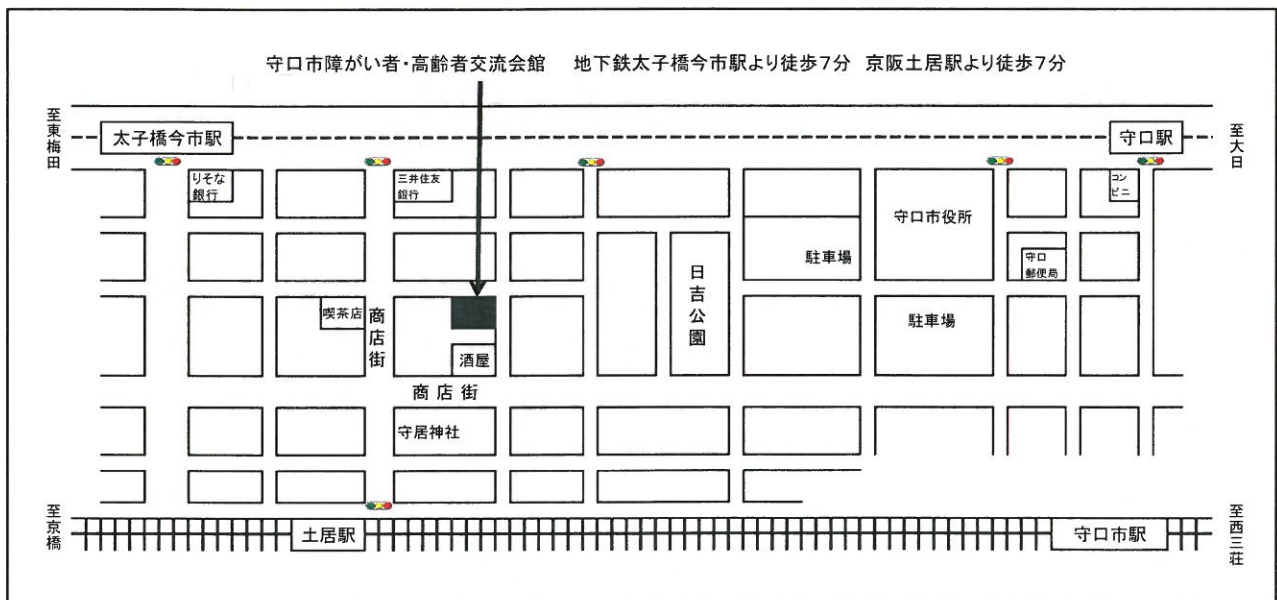 守口市障がい者・高齢者交流会館　地下鉄太子橋今市駅より徒歩7分 京阪土居駅より徒歩7分
至東梅田
太子橋今市駅
守口駅
至大日
りそな
銀行
三井住友
銀行
コン
ビニ
守口市役所
駐車場
守口
郵便局
日吉公園
喫茶店
商店街
駐車場
酒屋
商店街
守居神社
至京橋
土居駅
守口市駅
至西三荘